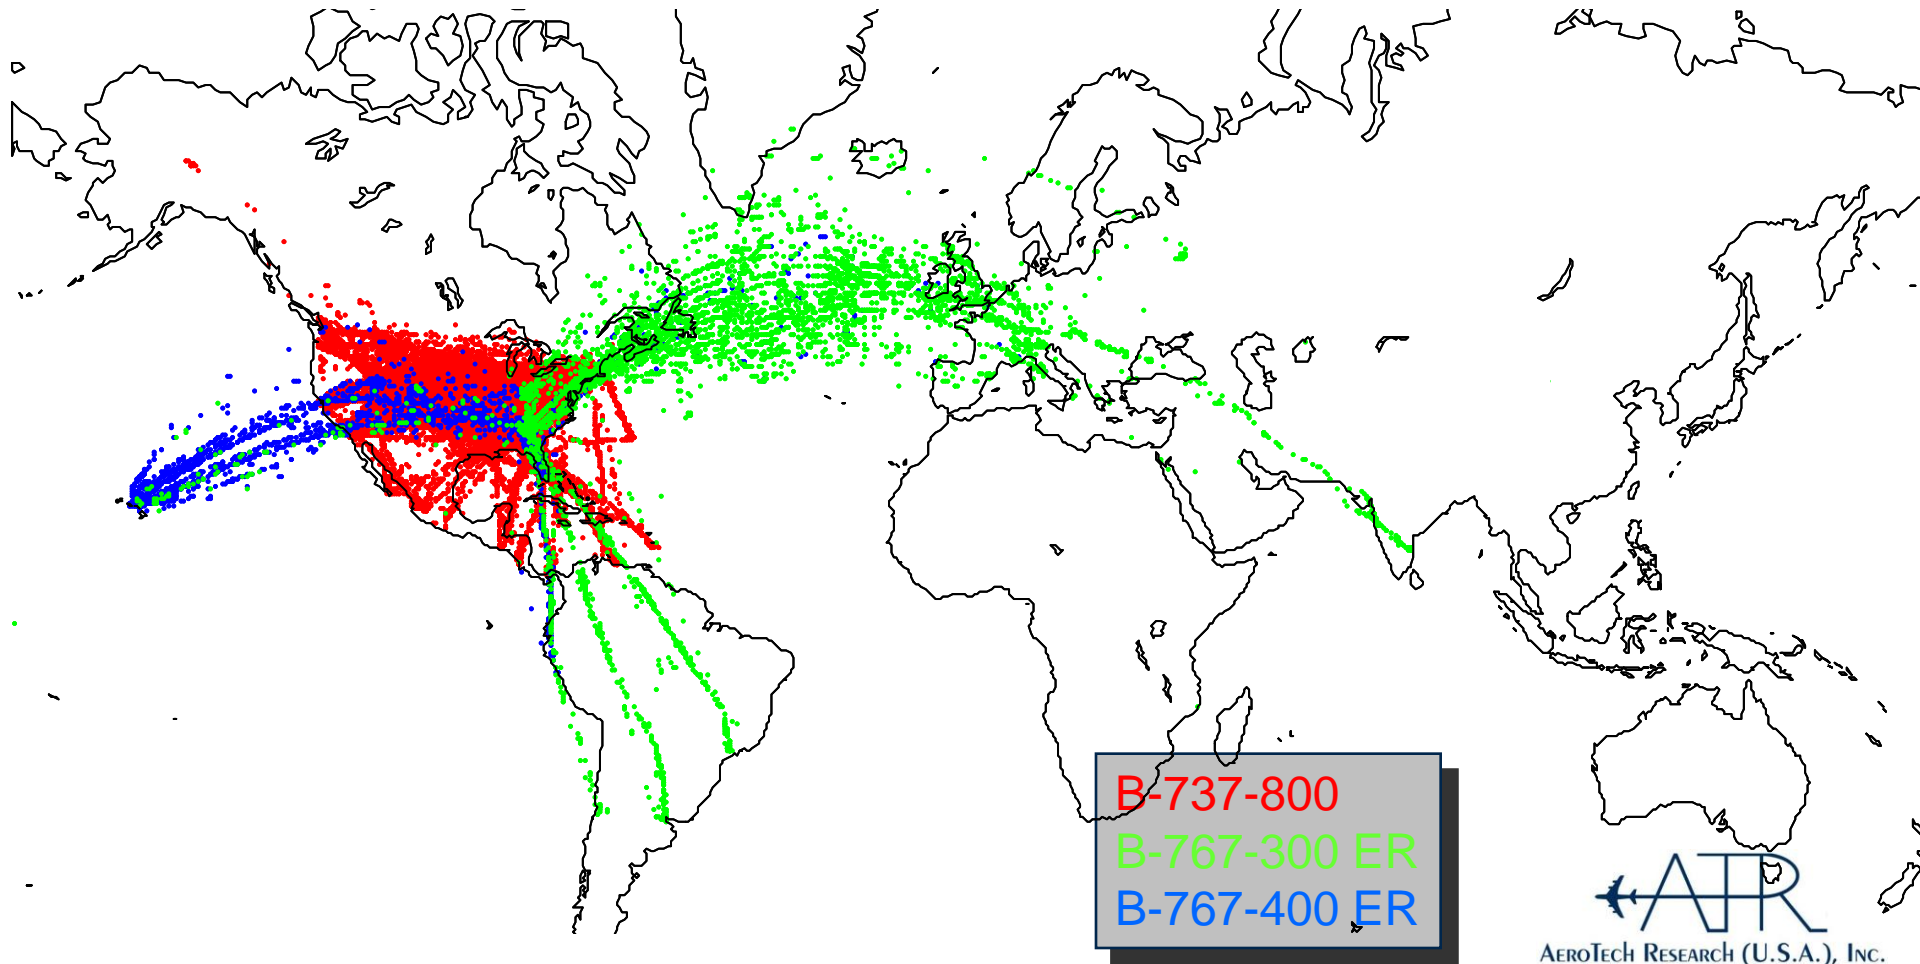 B-737-800
B-767-300 ER
B-767-400 ER
ATR
AEROTECH RESEARCH (U.S.A.), INC.